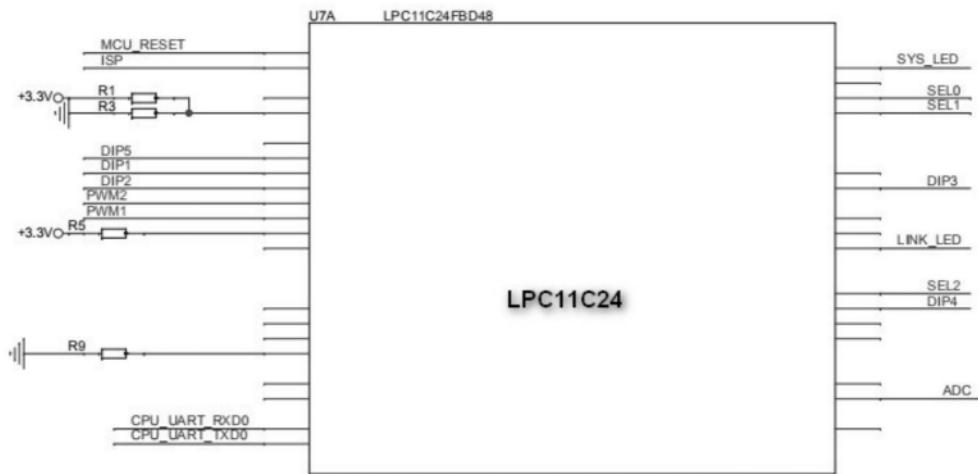 U7A LPC11C24FBD48
MCU_RESET
ISP
+3.3V R1
R3
DIP5
DIP1
DIP2
PWM2
PWM1
+3.3V R5
R9
CPU_UART_RXD0
CPU_UART_TXD0
LPC11C24
SYS_LED
SEL0
SEL1
DIP3
LINK_LED
SEL2
DIP4
ADC